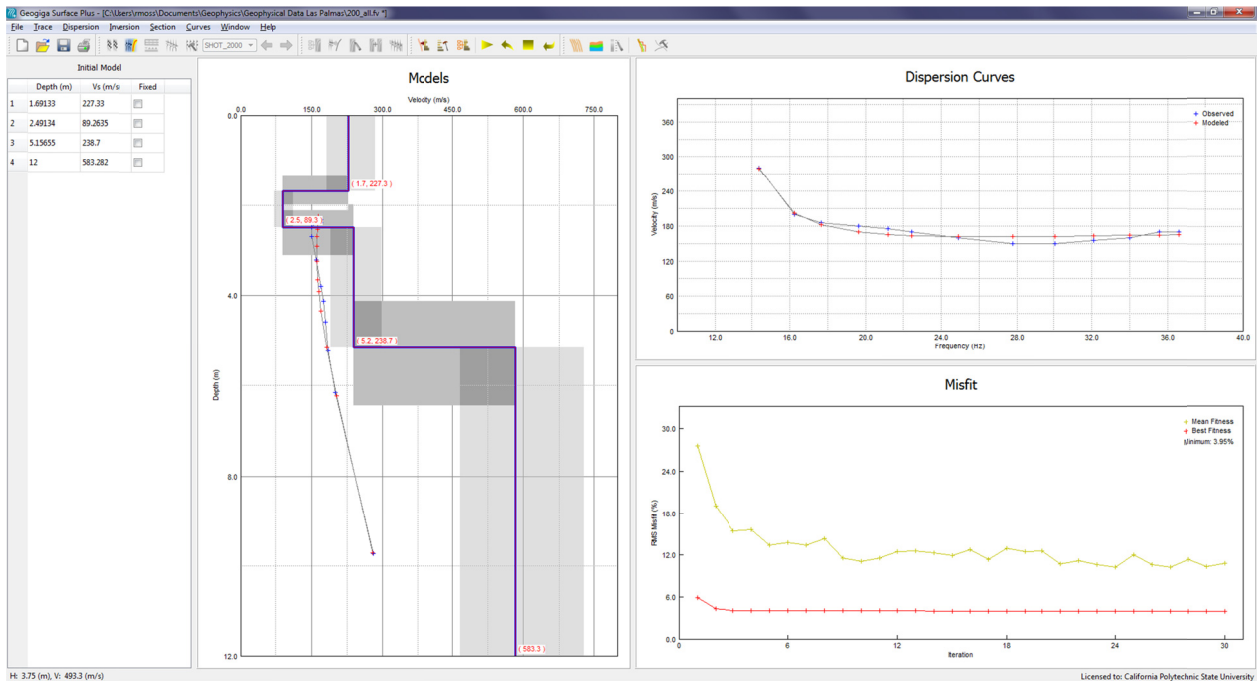 Geogiga Surface Plus - [C:\Users\rmoss\Documents\Geophysics\Geophysical Data Las Palmas\200_all.fv *]
File Trace Dispersion Inversion Section Curves Window Help
SHOT_2000
Initial Model
Depth (m) Vs (m/s Fixed
1 1.69133 227.33
2 2.49134 89.2635
3 5.15655 238.7
4 12 583.282
Models
Velocity (m/s)
0.0 150.0 300.0 450.0 600.0 750.0
0.0
( 1.7, 227.3 )
( 2.5, 89.3 )
4.0
( 5.2, 238.7 )
Depth (m)
8.0
12.0
( 583.3 )
Dispersion Curves
Observed
Modeled
360
300
240
180
150
60
0
Velocity (m/s)
12.0 16.0 20.0 24.0 28.0 32.0 36.0 40.0
Frequency (Hz)
Misfit
Mean Fitness
Best Fitness
Minimum: 3.95%
30.0
24.0
18.0
12.0
6.0
0.0
RMS Misfit (%)
0 6 12 18 24 30
Iteration
H: 3.75 (m), V: 493.3 (m/s)
Licensed to: California Polytechnic State University